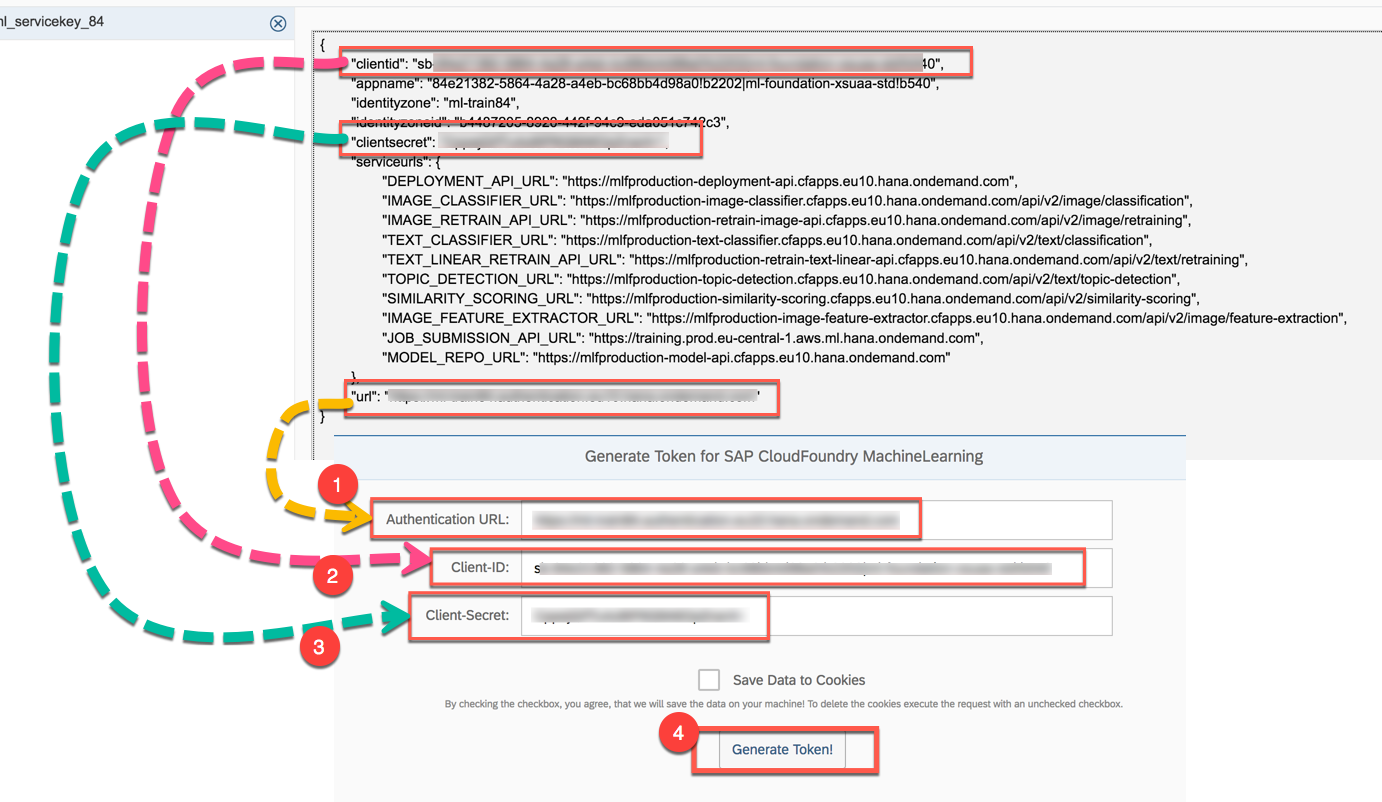 nl_servicekey_84
{
"clientid": "sb 40",
"appname": "84e21382-5864-4a28-a4eb-bc68bb4d98a0!b2202|ml-foundation-xsuaa-std!b540",
"identityzone": "ml-train84",
"identityzoneid": "b4487205-8920-442f-94c9-eda051c742c3",
"clientsecret":
"serviceurls": {
"DEPLOYMENT_API_URL": "https://mlfproduction-deployment-api.cfapps.eu10.hana.ondemand.com",
"IMAGE_CLASSIFIER_URL": "https://mlfproduction-image-classifier.cfapps.eu10.hana.ondemand.com/api/v2/image/classification",
"IMAGE_RETRAIN_API_URL": "https://mlfproduction-retrain-image-api.cfapps.eu10.hana.ondemand.com/api/v2/image/retraining",
"TEXT_CLASSIFIER_URL": "https://mlfproduction-text-classifier.cfapps.eu10.hana.ondemand.com/api/v2/text/classification",
"TEXT_LINEAR_RETRAIN_API_URL": "https://mlfproduction-retrain-text-linear-api.cfapps.eu10.hana.ondemand.com/api/v2/text/retraining",
"TOPIC_DETECTION_URL": "https://mlfproduction-topic-detection.cfapps.eu10.hana.ondemand.com/api/v2/text/topic-detection",
"SIMILARITY_SCORING_URL": "https://mlfproduction-similarity-scoring.cfapps.eu10.hana.ondemand.com/api/v2/similarity-scoring",
"IMAGE_FEATURE_EXTRACTOR_URL": "https://mlfproduction-image-feature-extractor.cfapps.eu10.hana.ondemand.com/api/v2/image/feature-extraction",
"JOB_SUBMISSION_API_URL": "https://training.prod.eu-central-1.aws.ml.hana.ondemand.com",
"MODEL_REPO_URL": "https://mlfproduction-model-api.cfapps.eu10.hana.ondemand.com"
},
"url": "
}
Generate Token for SAP CloudFoundry MachineLearning
1
Authentication URL:
2
Client-ID: s
3
Client-Secret:
Save Data to Cookies
By checking the checkbox, you agree, that we will save the data on your machine! To delete the cookies execute the request with an unchecked checkbox.
4
Generate Token!